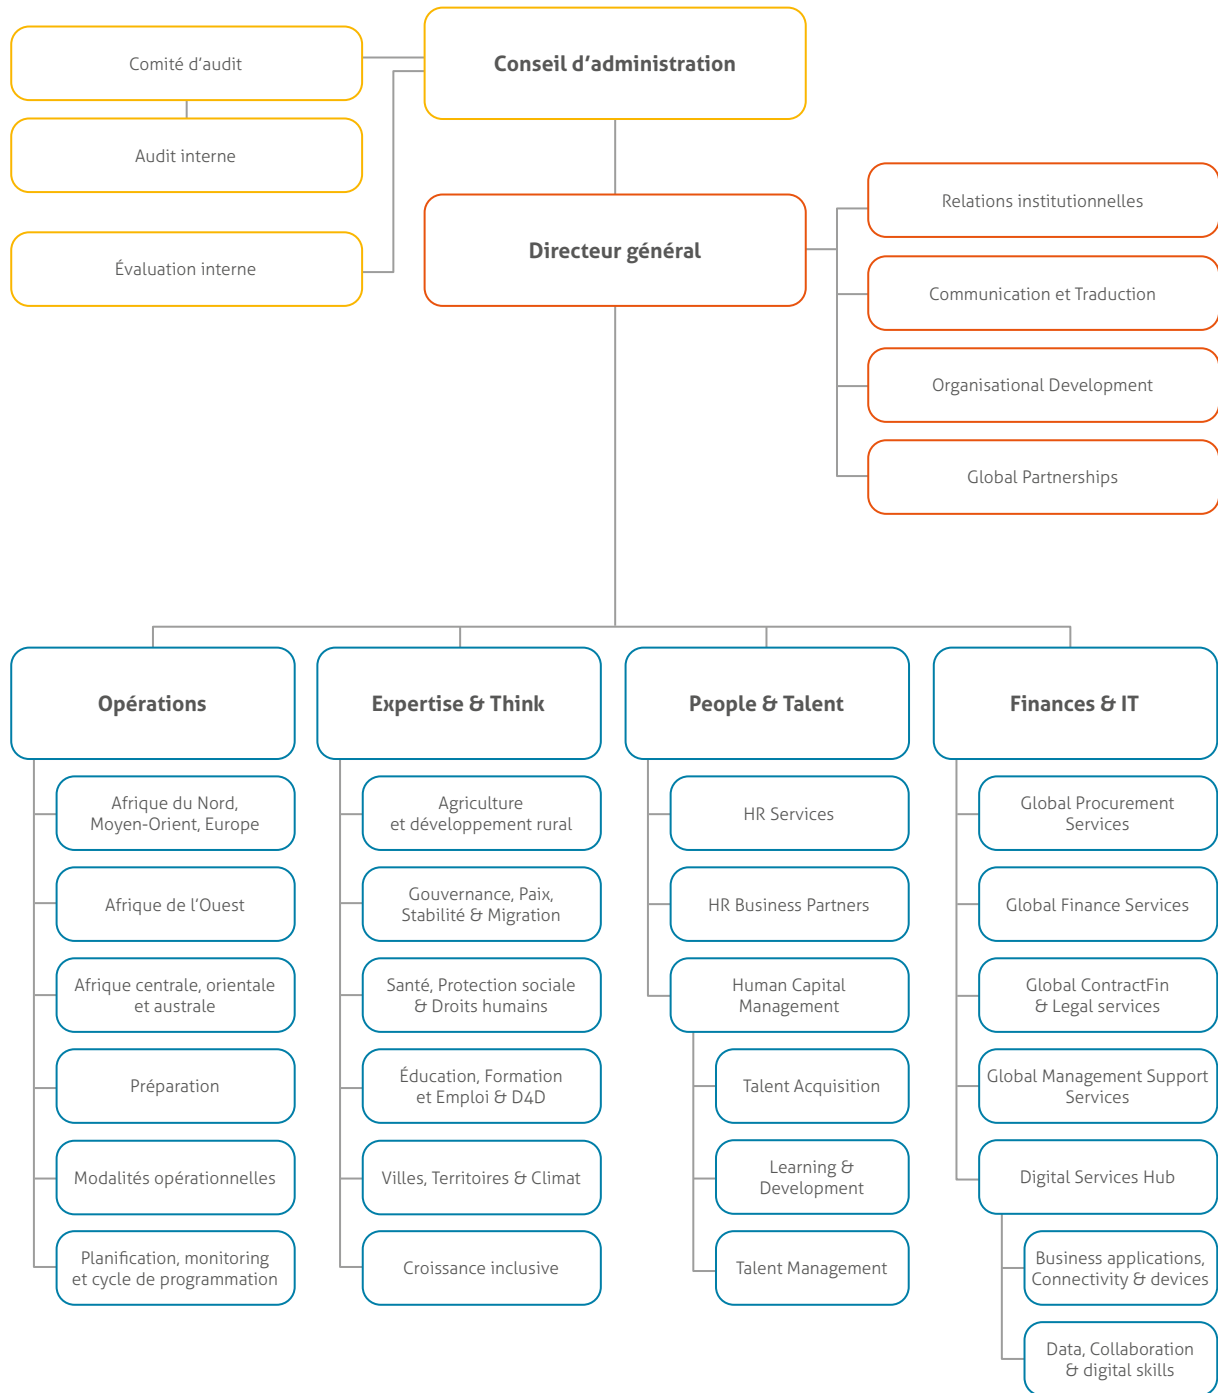 Conseil d’administration
Comité d’audit
Audit interne
Évaluation interne
Directeur général
Relations institutionnelles
Communication et Traduction
Organisational Development
Global Partnerships
Opérations
Afrique du Nord,
Moyen-Orient, Europe
Afrique de l’Ouest
Afrique centrale, orientale
et australe
Préparation
Modalités opérationnelles
Planification, monitoring
et cycle de programmation
Expertise & Think
Agriculture
et développement rural
Gouvernance, Paix,
Stabilité & Migration
Santé, Protection sociale
& Droits humains
Éducation, Formation
et Emploi & D4D
Villes, Territoires & Climat
Croissance inclusive
People & Talent
HR Services
HR Business Partners
Human Capital
Management
Talent Acquisition
Learning &
Development
Talent Management
Finances & IT
Global Procurement
Services
Global Finance Services
Global ContractFin
& Legal services
Global Management Support
Services
Digital Services Hub
Business applications,
Connectivity & devices
Data, Collaboration
& digital skills